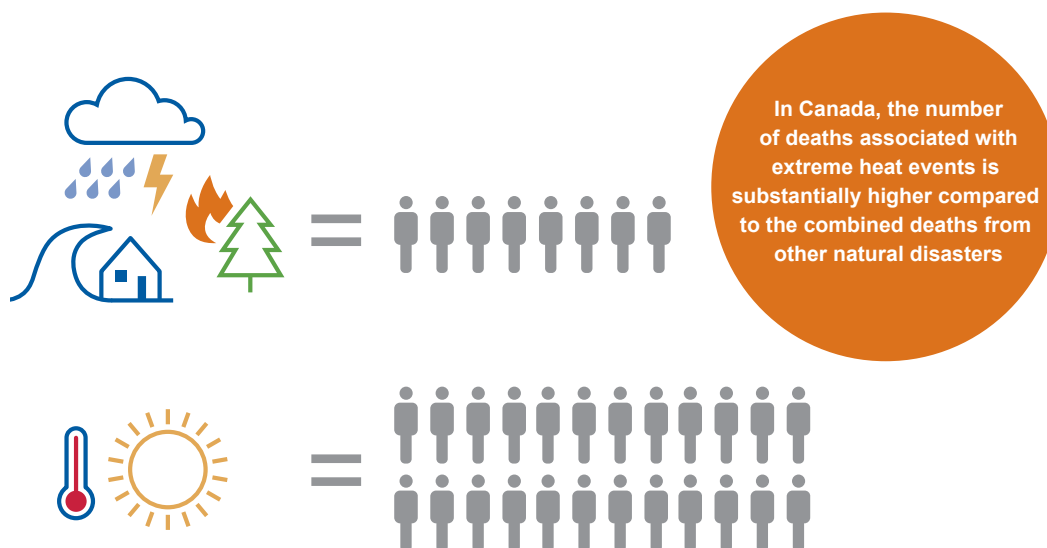 In Canada, the number
of deaths associated with
extreme heat events is
substantially higher compared
to the combined deaths from
other natural disasters